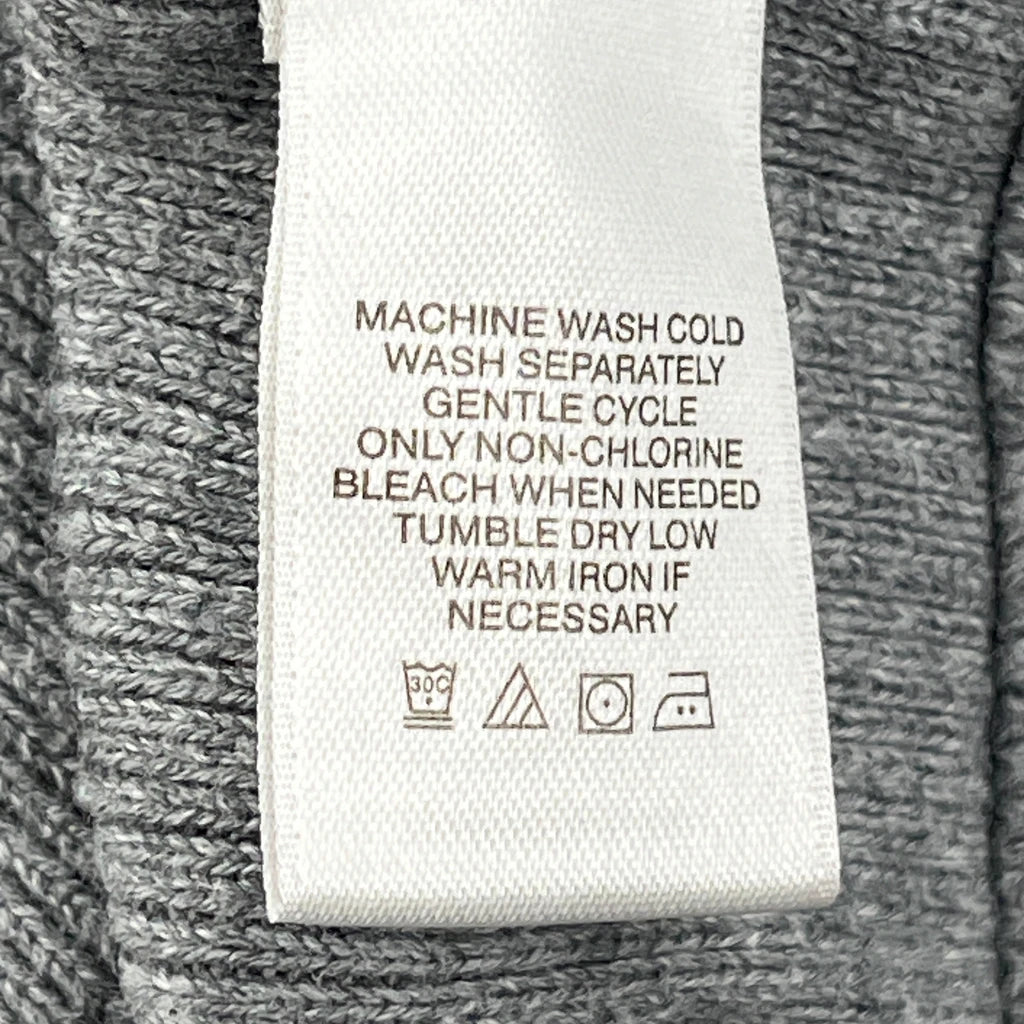 MACHINE WASH COLD
WASH SEPARATELY
GENTLE CYCLE
ONLY NON-CHLORINE
BLEACH WHEN NEEDED
TUMBLE DRY LOW
WARM IRON IF
NECESSARY
30C